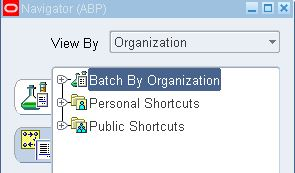 Navigator (ABP)
View By Organization
Batch By Organization
Personal Shortcuts
Public Shortcuts